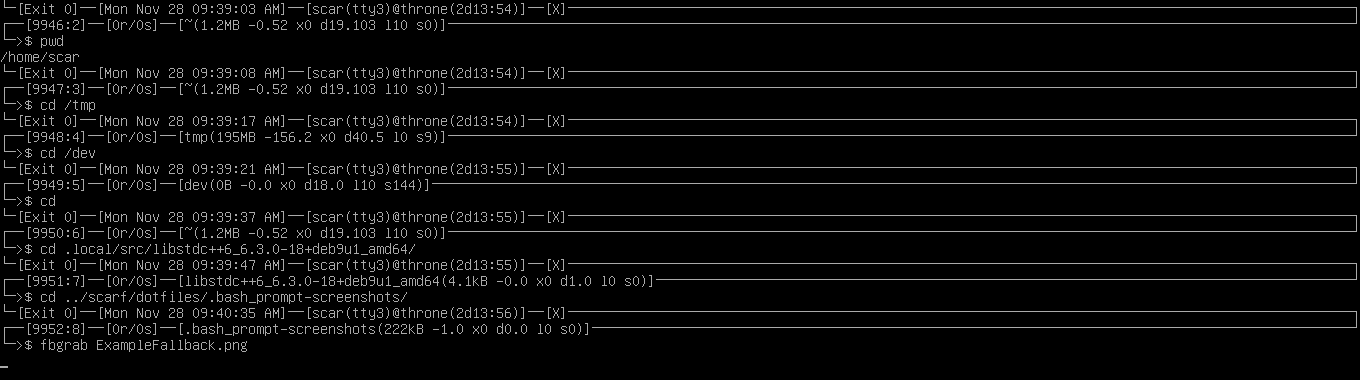 └─[Exit 0]──[Mon Nov 28 09:39:03 AM]──[scar(tty3)@throne(2d13:54)]──[X]
┌──[9946:2]──[0r/0s]──[~(1.2MB -0.52 x0 d19.103 l10 s0)]
└─>$ pwd
/home/scar
└─[Exit 0]──[Mon Nov 28 09:39:08 AM]──[scar(tty3)@throne(2d13:54)]──[X]
┌──[9947:3]──[0r/0s]──[~(1.2MB -0.52 x0 d19.103 l10 s0)]
└─>$ cd /tmp
└─[Exit 0]──[Mon Nov 28 09:39:17 AM]──[scar(tty3)@throne(2d13:54)]──[X]
┌──[9948:4]──[0r/0s]──[tmp(195MB -156.2 x0 d40.5 l0 s9)]
└─>$ cd /dev
└─[Exit 0]──[Mon Nov 28 09:39:21 AM]──[scar(tty3)@throne(2d13:55)]──[X]
┌──[9949:5]──[0r/0s]──[dev(0B -0.0 x0 d18.0 l10 s144)]
└─>$ cd
└─[Exit 0]──[Mon Nov 28 09:39:37 AM]──[scar(tty3)@throne(2d13:55)]──[X]
┌──[9950:6]──[0r/0s]──[~(1.2MB -0.52 x0 d19.103 l10 s0)]
└─>$ cd .local/src/libstdc++6_6.3.0-18+deb9u1_amd64/
└─[Exit 0]──[Mon Nov 28 09:39:47 AM]──[scar(tty3)@throne(2d13:55)]──[X]
┌──[9951:7]──[0r/0s]──[libstdc++6_6.3.0-18+deb9u1_amd64(4.1kB -0.0 x0 d1.0 l0 s0)]
└─>$ cd ../scarf/dotfiles/.bash_prompt-screenshots/
└─[Exit 0]──[Mon Nov 28 09:40:35 AM]──[scar(tty3)@throne(2d13:56)]──[X]
┌──[9952:8]──[0r/0s]──[.bash_prompt-screenshots(222kB -1.0 x0 d0.0 l0 s0)]
└─>$ fbgrab ExampleFallback.png